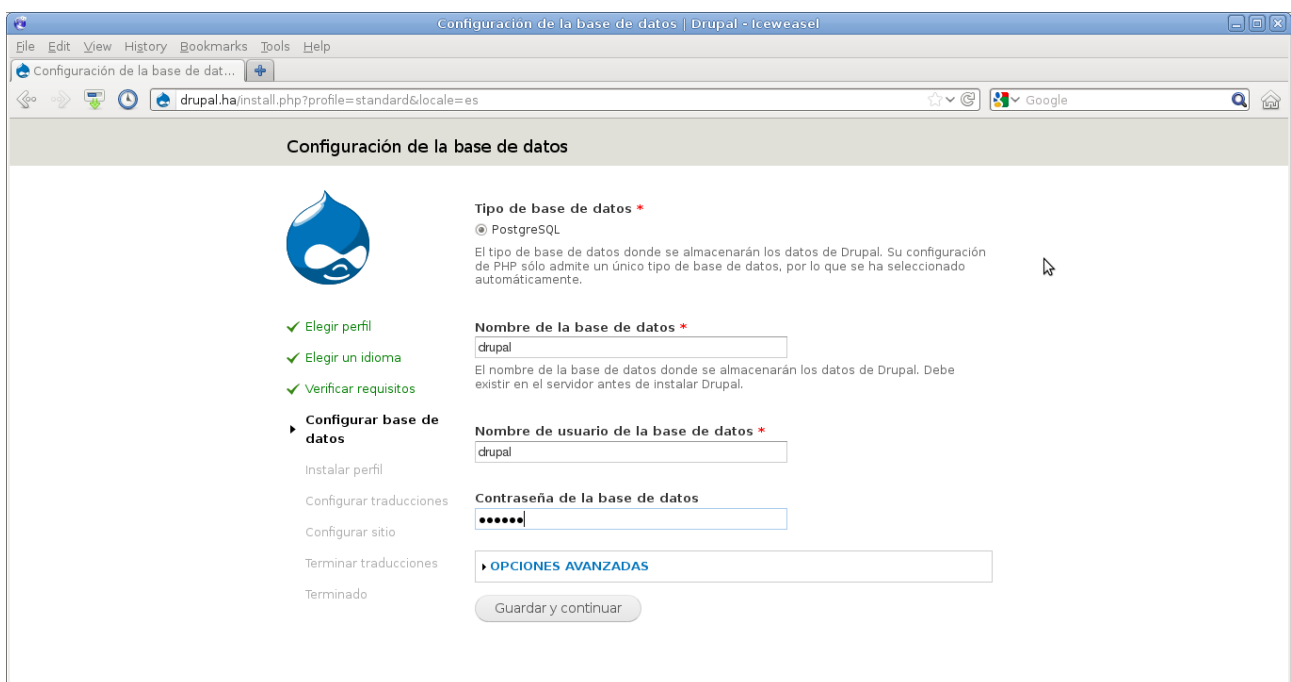 Configuración de la base de datos | Drupal - Iceweasel
File Edit View History Bookmarks Tools Help
Configuración de la base de dat...
drupal.ha/install.php?profile=standard&locale=es
Google
Configuración de la base de datos
Tipo de base de datos *
PostgreSQL
El tipo de base de datos donde se almacenarán los datos de Drupal. Su configuración
de PHP sólo admite un único tipo de base de datos, por lo que se ha seleccionado
automáticamente.
Elegir perfil
Elegir un idioma
Verificar requisitos
Configurar base de
datos
Instalar perfil
Configurar traducciones
Configurar sitio
Terminar traducciones
Terminado
Nombre de la base de datos *
drupal
El nombre de la base de datos donde se almacenarán los datos de Drupal. Debe
existir en el servidor antes de instalar Drupal.
Nombre de usuario de la base de datos *
drupal
Contraseña de la base de datos
••••••
OPCIONES AVANZADAS
Guardar y continuar